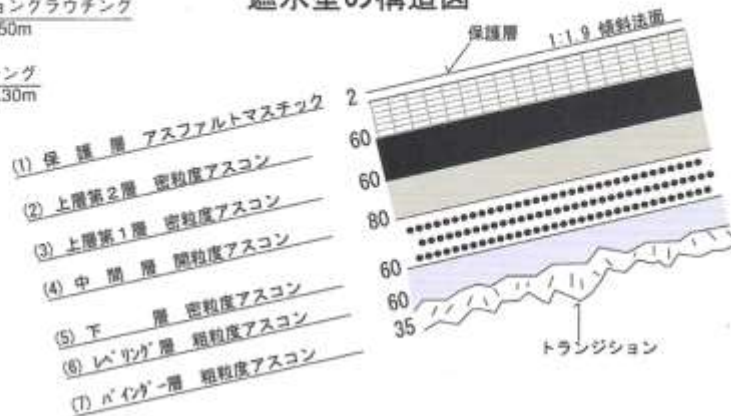 ョングラウチング
50m
遮水壁の構造図
ング
30m
保護層
1:1.9 傾斜法面
(1) 保 護 層 アスファルトマスチック
(2) 上層第2層 密粒度アスコン
(3) 上層第1層 密粒度アスコン
(4) 中 間 層 開粒度アスコン
(5) 下 層 密粒度アスコン
(6) レベリング層 粗粒度アスコン
(7) バインダー層 粗粒度アスコン
2
60
60
80
60
60
35
トランジション